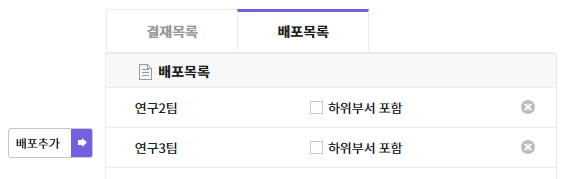 결재목록 배포목록
배포목록
연구2팀 하위부서 포함
배포추가
연구3팀 하위부서 포함